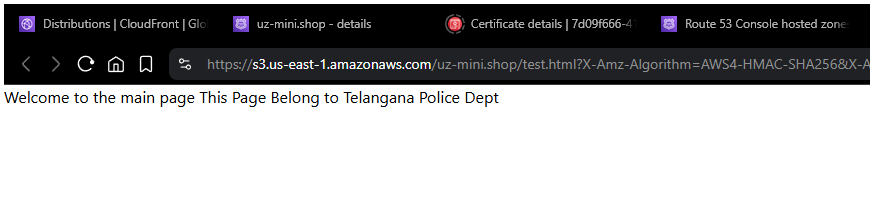 Distributions | CloudFront | Glo
uz-mini.shop - details
Certificate details | 7d09f666-41
Route 53 Console hosted zone
https://s3.us-east-1.amazonaws.com/uz-mini.shop/test.html?X-Amz-Algorithm=AWS4-HMAC-SHA256&X-A
Welcome to the main page This Page Belong to Telangana Police Dept